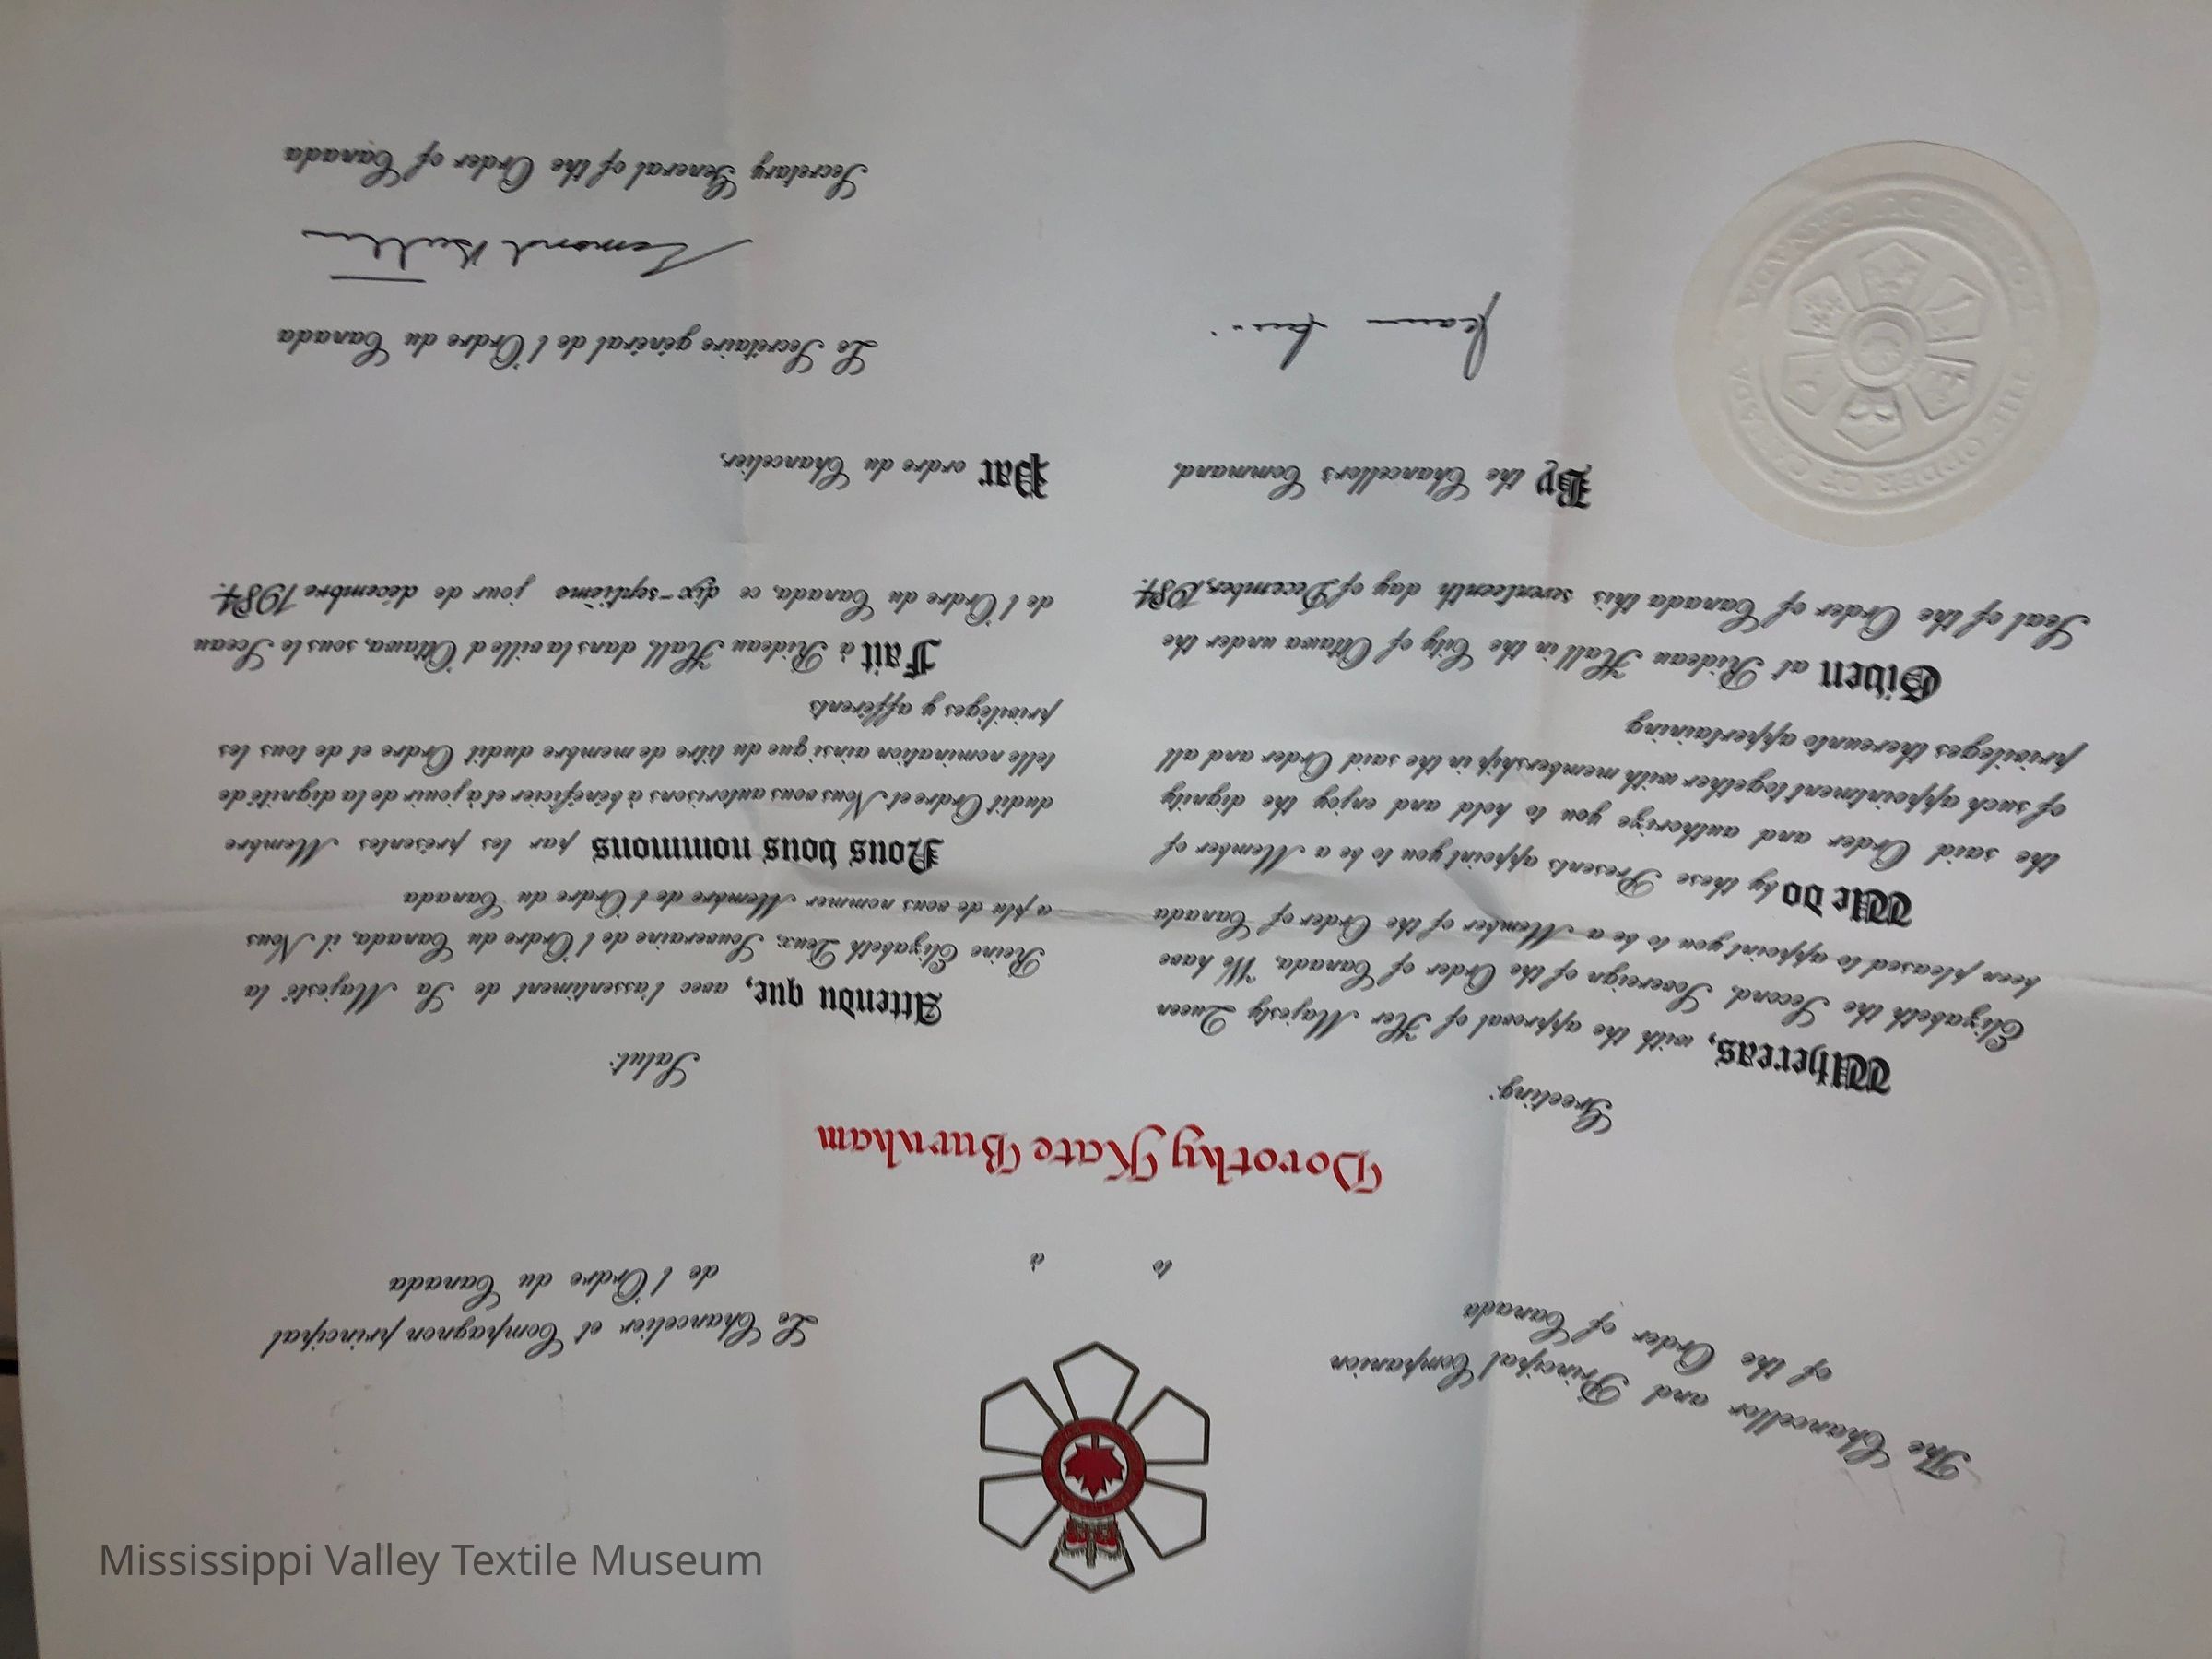 The Chancellor and Principal Companion
of the Order of Canada
Le Chancelier et Compagnon principal
de l'Ordre du Canada
to
à
Dorothy Kate Burnham
Greeting:
Whereas, with the approval of Her Majesty Queen
Elizabeth the Second, Sovereign of the Order of Canada, We have
been pleased to appoint you to be a Member of the Order of Canada
We do by these Presents appoint you to be a Member of
the said Order and authorize you to hold and enjoy the dignity
of such appointment together with membership in the said Order and all
privileges thereunto appertaining
Given at Rideau Hall in the City of Ottawa under the
Seal of the Order of Canada this seventeenth day of December, 1984.
By the Chancellor's Command,
Salut:
Attendu que, avec l'assentiment de Sa Majesté la
Reine Elizabeth Deux, Souveraine de l'Ordre du Canada, il Nous
a plu de vous nommer Membre de l'Ordre du Canada
Nous vous nommons par les présentes Membre
dudit Ordre et Nous vous autorisons à bénéficier et à jouir de la dignité de
telle nomination ainsi que du titre de membre dudit Ordre et de tous les
privilèges y afférents
Fait à Rideau Hall, dans la ville d'Ottawa, sous le Sceau
de l'Ordre du Canada, ce dix-septième jour de décembre 1984.
Par ordre du Chancelier,
Le Secrétaire général de l'Ordre du Canada
Secretary General of the Order of Canada
Mississippi Valley Textile Museum